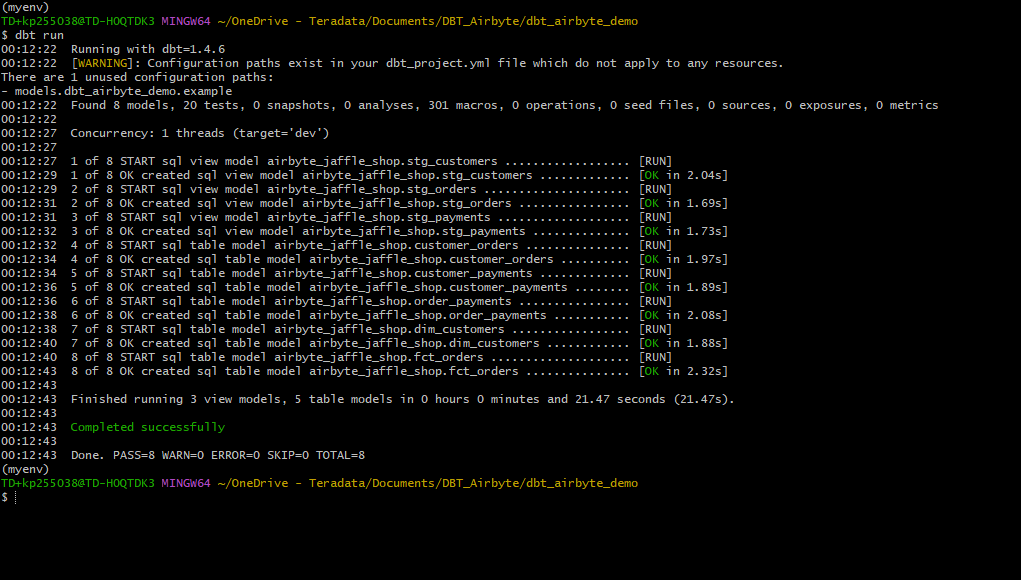 (myenv)
TD+kp255038@TD-HOQTDK3 MINGW64 ~/OneDrive - Teradata/Documents/DBT_Airbyte/dbt_airbyte_demo
$ dbt run
00:12:22  Running with dbt=1.4.6
00:12:22  [WARNING]: Configuration paths exist in your dbt_project.yml file which do not apply to any resources.
There are 1 unused configuration paths:
- models.dbt_airbyte_demo.example
00:12:22  Found 8 models, 20 tests, 0 snapshots, 0 analyses, 301 macros, 0 operations, 0 seed files, 0 sources, 0 exposures, 0 metrics
00:12:22
00:12:27  Concurrency: 1 threads (target='dev')
00:12:27
00:12:27  1 of 8 START sql view model airbyte_jaffle_shop.stg_customers .................. [RUN]
00:12:29  1 of 8 OK created sql view model airbyte_jaffle_shop.stg_customers ............. [OK in 2.04s]
00:12:29  2 of 8 START sql view model airbyte_jaffle_shop.stg_orders ..................... [RUN]
00:12:31  2 of 8 OK created sql view model airbyte_jaffle_shop.stg_orders ................ [OK in 1.69s]
00:12:31  3 of 8 START sql view model airbyte_jaffle_shop.stg_payments ................... [RUN]
00:12:32  3 of 8 OK created sql view model airbyte_jaffle_shop.stg_payments .............. [OK in 1.73s]
00:12:32  4 of 8 START sql table model airbyte_jaffle_shop.customer_orders ............... [RUN]
00:12:34  4 of 8 OK created sql table model airbyte_jaffle_shop.customer_orders .......... [OK in 1.97s]
00:12:34  5 of 8 START sql table model airbyte_jaffle_shop.customer_payments ............. [RUN]
00:12:36  5 of 8 OK created sql table model airbyte_jaffle_shop.customer_payments ........ [OK in 1.89s]
00:12:36  6 of 8 START sql table model airbyte_jaffle_shop.order_payments ................ [RUN]
00:12:38  6 of 8 OK created sql table model airbyte_jaffle_shop.order_payments ........... [OK in 2.08s]
00:12:38  7 of 8 START sql table model airbyte_jaffle_shop.dim_customers ................. [RUN]
00:12:40  7 of 8 OK created sql table model airbyte_jaffle_shop.dim_customers ............ [OK in 1.88s]
00:12:40  8 of 8 START sql table model airbyte_jaffle_shop.fct_orders .................... [RUN]
00:12:43  8 of 8 OK created sql table model airbyte_jaffle_shop.fct_orders ............... [OK in 2.32s]
00:12:43
00:12:43  Finished running 3 view models, 5 table models in 0 hours 0 minutes and 21.47 seconds (21.47s).
00:12:43
00:12:43  Completed successfully
00:12:43
00:12:43  Done. PASS=8 WARN=0 ERROR=0 SKIP=0 TOTAL=8
(myenv)
TD+kp255038@TD-HOQTDK3 MINGW64 ~/OneDrive - Teradata/Documents/DBT_Airbyte/dbt_airbyte_demo
$